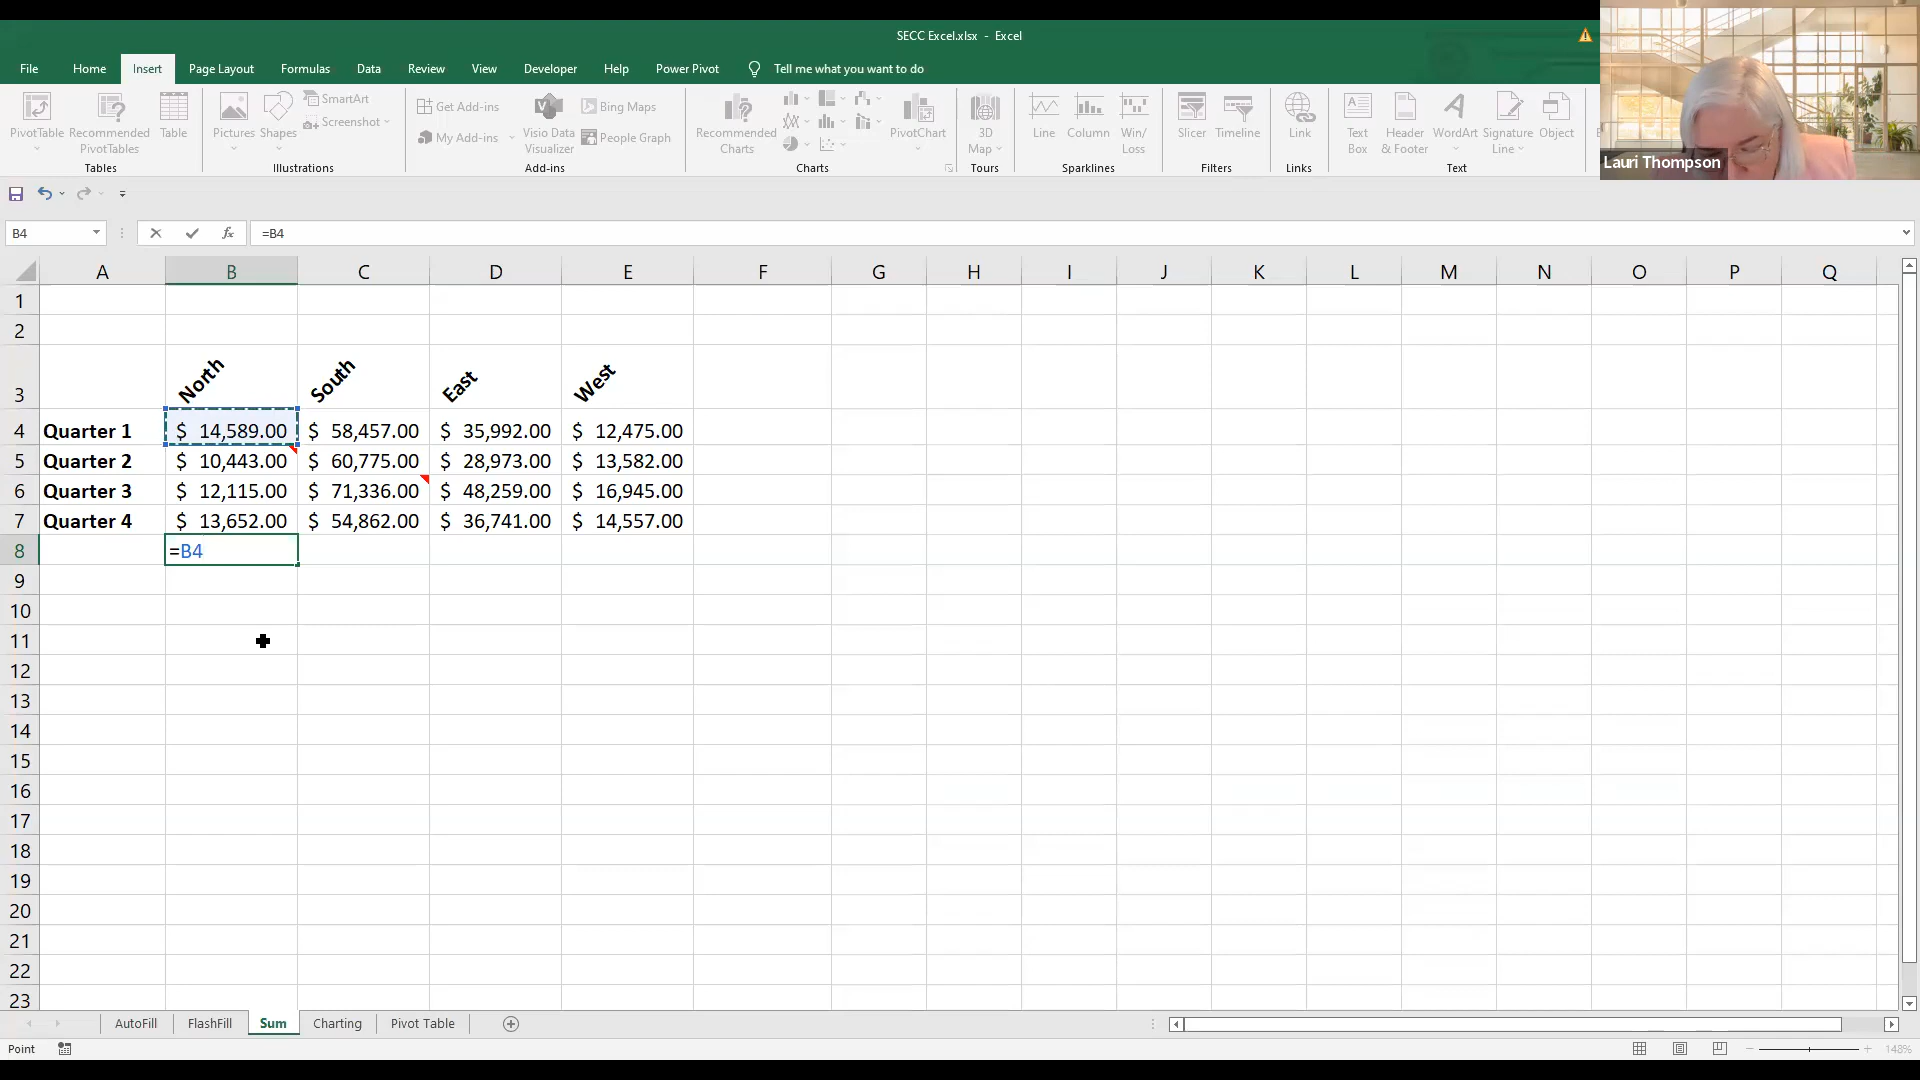 SECC Excel.xlsx - Excel
File Home Insert Page Layout Formulas Data Review View Developer Help Power Pivot Tell me what you want to do
PivotTable
Recommended PivotTables
Table
Tables
Pictures
Shapes
SmartArt
Screenshot
Illustrations
Get Add-ins
My Add-ins
Visio Data Visualizer
Bing Maps
People Graph
Add-ins
Recommended Charts
PivotChart
Charts
3D Map
Tours
Line
Column
Win/Loss
Sparklines
Slicer
Timeline
Filters
Link
Links
Text Box
Header & Footer
WordArt
Signature Line
Object
Text
Lauri Thompson
B4 fx =B4
A B C D E F G H I J K L M N O P Q
1
2
3 North South East West
4 Quarter 1 $ 14,589.00 $ 58,457.00 $ 35,992.00 $ 12,475.00
5 Quarter 2 $ 10,443.00 $ 60,775.00 $ 28,973.00 $ 13,582.00
6 Quarter 3 $ 12,115.00 $ 71,336.00 $ 48,259.00 $ 16,945.00
7 Quarter 4 $ 13,652.00 $ 54,862.00 $ 36,741.00 $ 14,557.00
8 =B4
9
10
11
12
13
14
15
16
17
18
19
20
21
22
23
AutoFill FlashFill Sum Charting Pivot Table
Point 148%